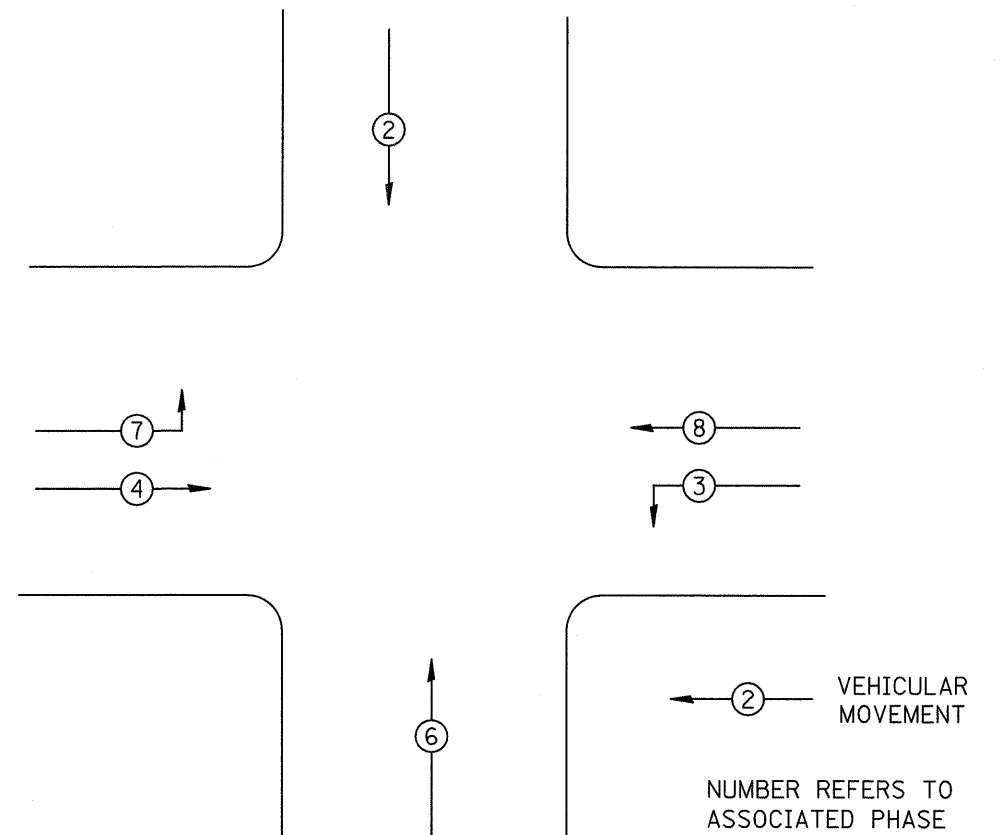 2
7
8
4
3
2
VEHICULAR
MOVEMENT
6
NUMBER REFERS TO
ASSOCIATED PHASE